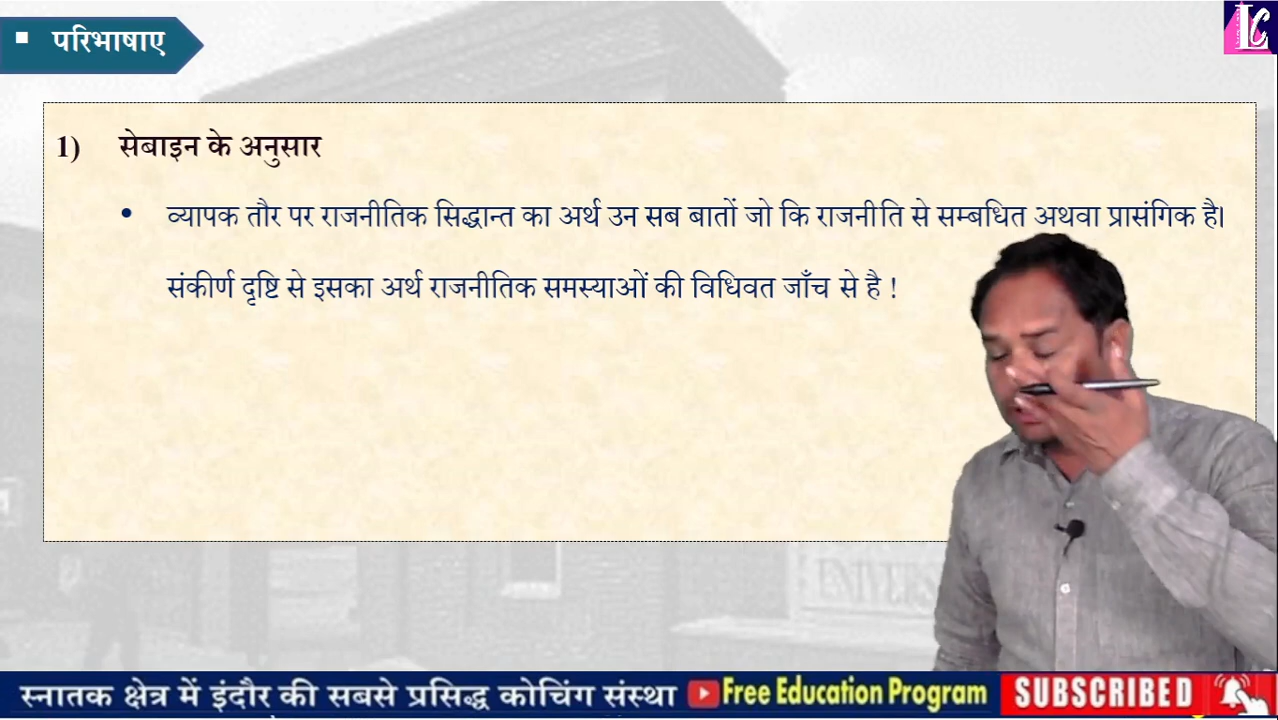 ▪ परिभाषाए
LC
1) सेबाइन के अनुसार
• व्यापक तौर पर राजनीतिक सिद्धान्त का अर्थ उन सब बातों जो कि राजनीति से सम्बधित अथवा प्रासंगिक है।
संकीर्ण दृष्टि से इसका अर्थ राजनीतिक समस्याओं की विधिवत जाँच से है !
स्नातक क्षेत्र में इंदौर की सबसे प्रसिद्ध कोचिंग संस्था Free Education Program SUBSCRIBED